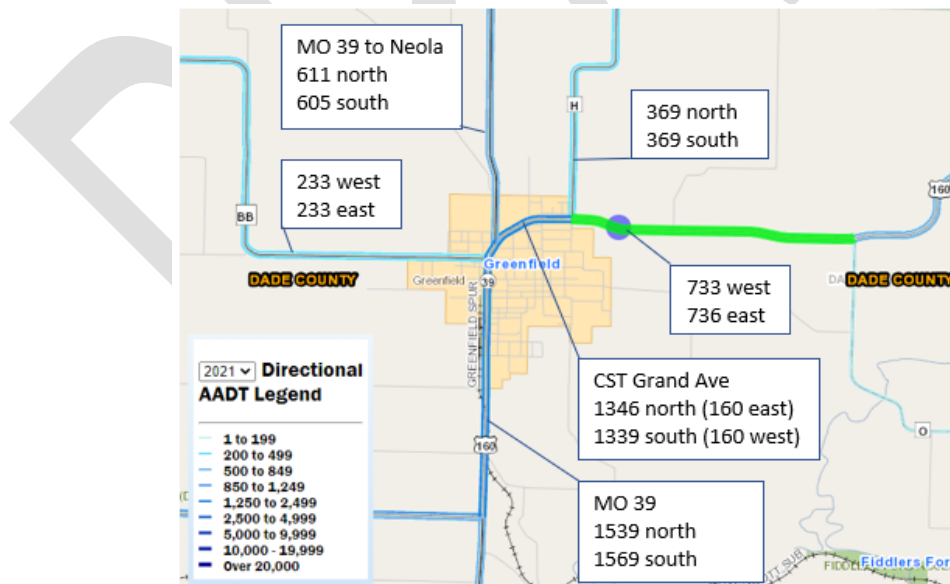 MO 39 to Neola
611 north
605 south
369 north
369 south
H
160
233 west
233 east
BB
Greenfield
DADE COUNTY
Greenfield
39
DADE COUNTY
733 west
736 east
GREENFIELD SPUR
2021 Directional
AADT Legend
1 to 199
200 to 499
500 to 849
850 to 1,249
1,250 to 2,499
2,500 to 4,999
5,000 to 9,999
10,000 - 19,999
Over 20,000
CST Grand Ave
1346 north (160 east)
1339 south (160 west)
O
160
MO 39
1539 north
1569 south
SUB
Fiddlers For